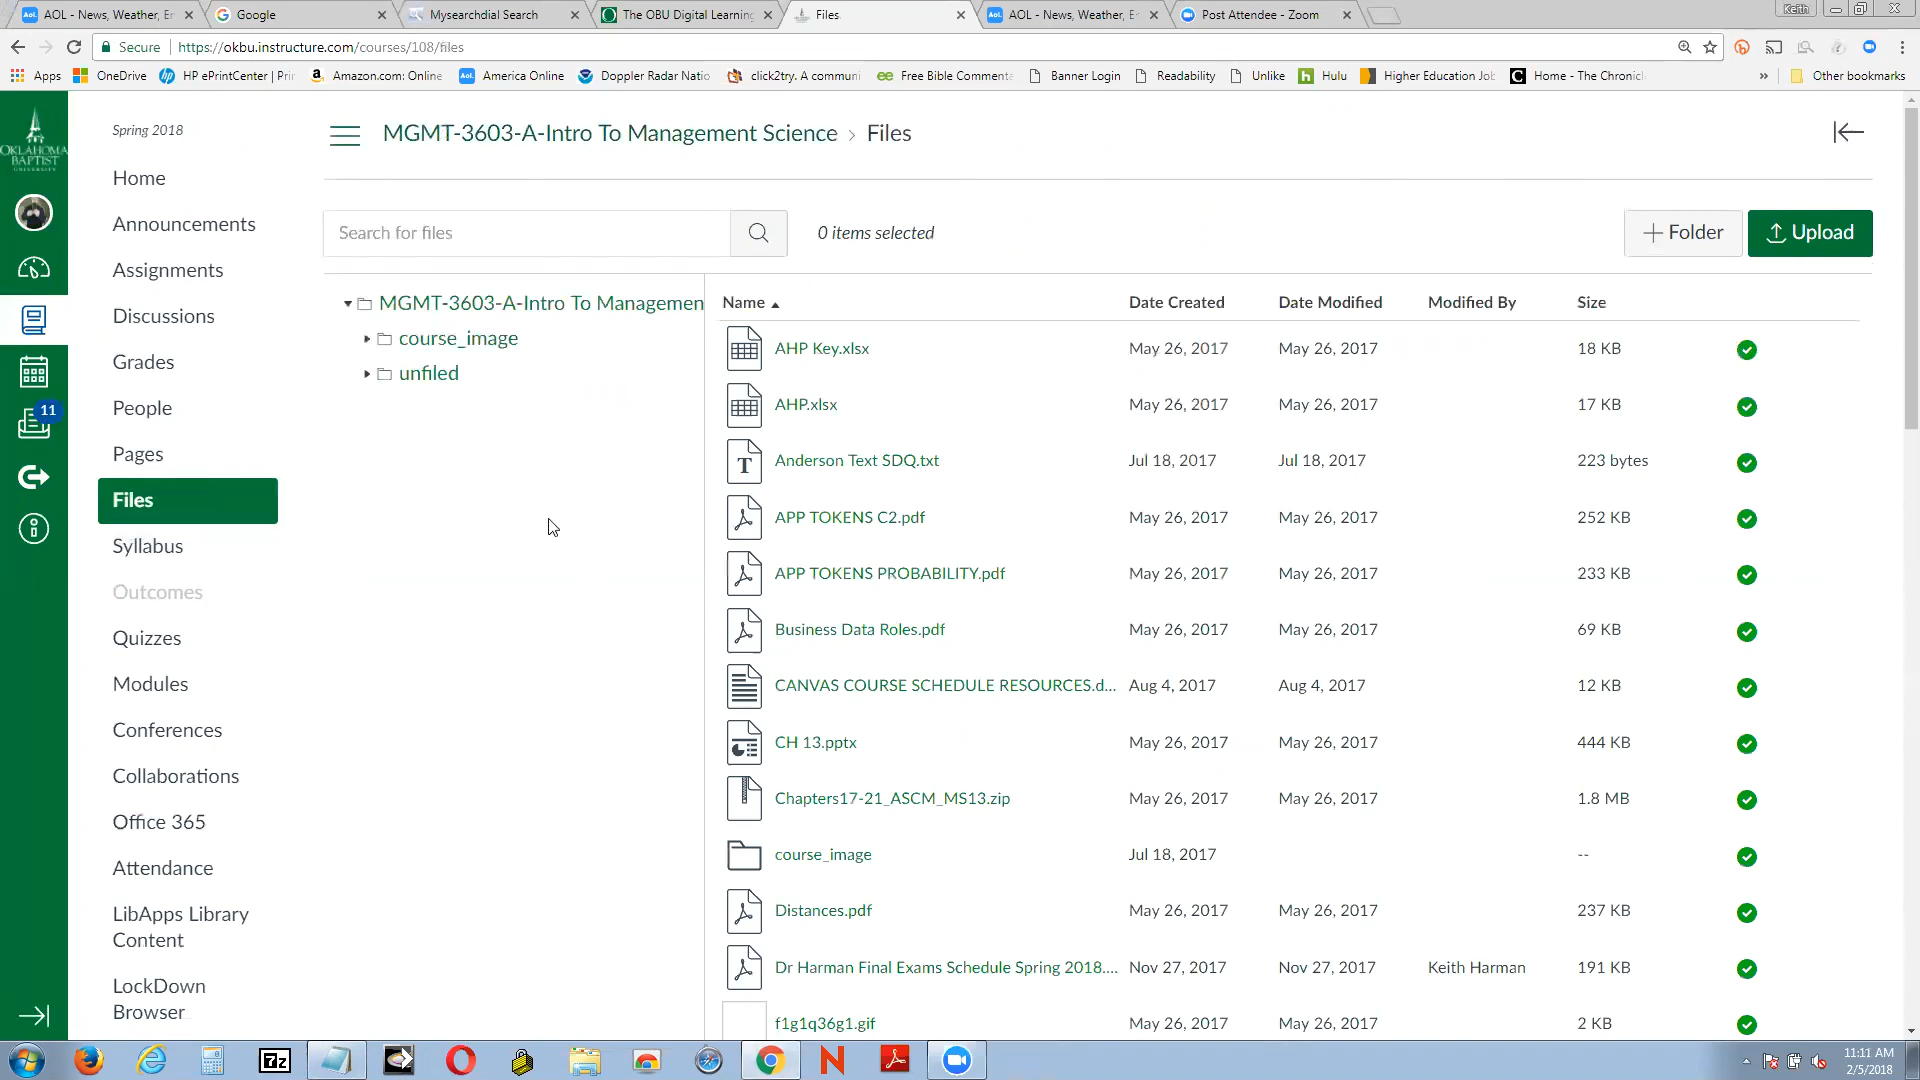 AOL - News, Weather, En
Google
Mysearchdial Search
The OBU Digital Learning
Files
AOL - News, Weather, E
Post Attendee - Zoom
Keith
Secure
https://okbu.instructure.com/courses/108/files
Apps
OneDrive
HP ePrintCenter | Prin
Amazon.com: Online
America Online
Doppler Radar Natio
click2try. A communi
Free Bible Comment
Banner Login
Readability
Unlike
Hulu
Higher Education Job
Home - The Chronicl
»
Other bookmarks
OKLAHOMA
BAPTIST
UNIVERSITY
11
Spring 2018
Home
Announcements
Assignments
Discussions
Grades
People
Pages
Files
Syllabus
Outcomes
Quizzes
Modules
Conferences
Collaborations
Office 365
Attendance
LibApps Library
Content
LockDown
Browser
MGMT-3603-A-Intro To Management Science › Files
Search for files
0 items selected
+ Folder
Upload
MGMT-3603-A-Intro To Managemen
course_image
unfiled
Name Date Created Date Modified Modified By Size
AHP Key.xlsx May 26, 2017 May 26, 2017 18 KB
AHP.xlsx May 26, 2017 May 26, 2017 17 KB
Anderson Text SDQ.txt Jul 18, 2017 Jul 18, 2017 223 bytes
APP TOKENS C2.pdf May 26, 2017 May 26, 2017 252 KB
APP TOKENS PROBABILITY.pdf May 26, 2017 May 26, 2017 233 KB
Business Data Roles.pdf May 26, 2017 May 26, 2017 69 KB
CANVAS COURSE SCHEDULE RESOURCES.d... Aug 4, 2017 Aug 4, 2017 12 KB
CH 13.pptx May 26, 2017 May 26, 2017 444 KB
Chapters17-21_ASCM_MS13.zip May 26, 2017 May 26, 2017 1.8 MB
course_image Jul 18, 2017 --
Distances.pdf May 26, 2017 May 26, 2017 237 KB
Dr Harman Final Exams Schedule Spring 2018.... Nov 27, 2017 Nov 27, 2017 Keith Harman 191 KB
f1g1q36g1.gif May 26, 2017 May 26, 2017 2 KB
7z
11:11 AM
2/5/2018